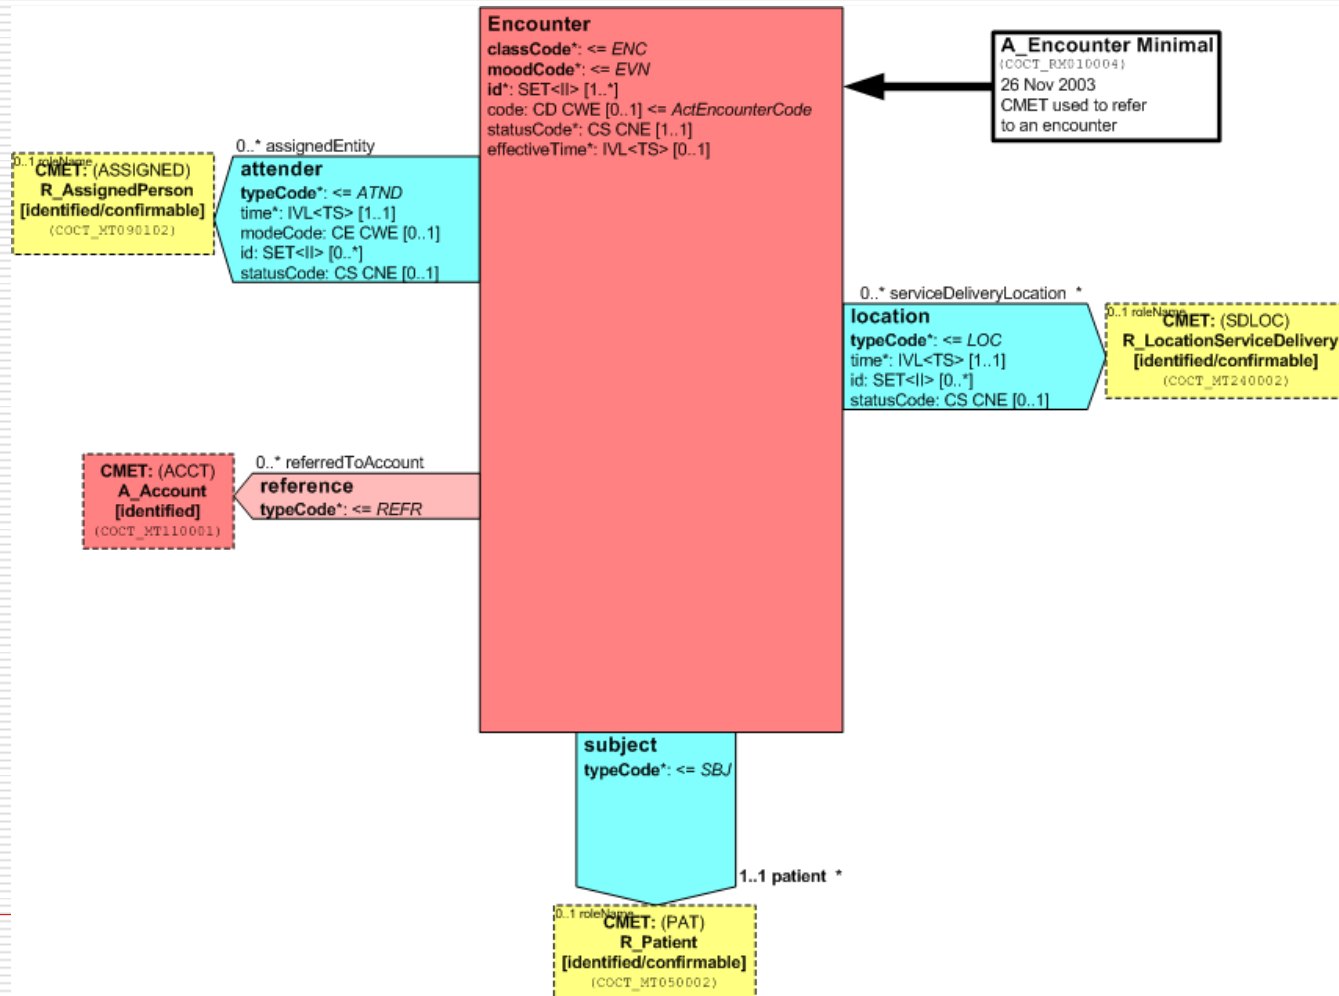 Encounter
classCode*: <= ENC
moodCode*: <= EVN
id*: SET<II> [1..*]
code: CD CWE [0..1] <= ActEncounterCode
statusCode*: CS CNE [1..1]
effectiveTime*: IVL<TS> [0..1]
A_Encounter Minimal
(COCT_RM010004)
26 Nov 2003
CMET used to refer
to an encounter
0..* assignedEntity
attender
typeCode*: <= ATND
time*: IVL<TS> [1..1]
modeCode: CE CWE [0..1]
id: SET<II> [0..*]
statusCode: CS CNE [0..1]
0..1 roleName
CMET: (ASSIGNED)
R_AssignedPerson
[identified/confirmable]
(COCT_MT090102)
0..* serviceDeliveryLocation *
location
typeCode*: <= LOC
time*: IVL<TS> [1..1]
id: SET<II> [0..*]
statusCode: CS CNE [0..1]
0..1 roleName
CMET: (SDLOC)
R_LocationServiceDelivery
[identified/confirmable]
(COCT_MT240002)
0..* referredToAccount
reference
typeCode*: <= REFR
CMET: (ACCT)
A_Account
[identified]
(COCT_MT110001)
subject
typeCode*: <= SBJ
1..1 patient *
0..1 roleName
CMET: (PAT)
R_Patient
[identified/confirmable]
(COCT_MT050002)